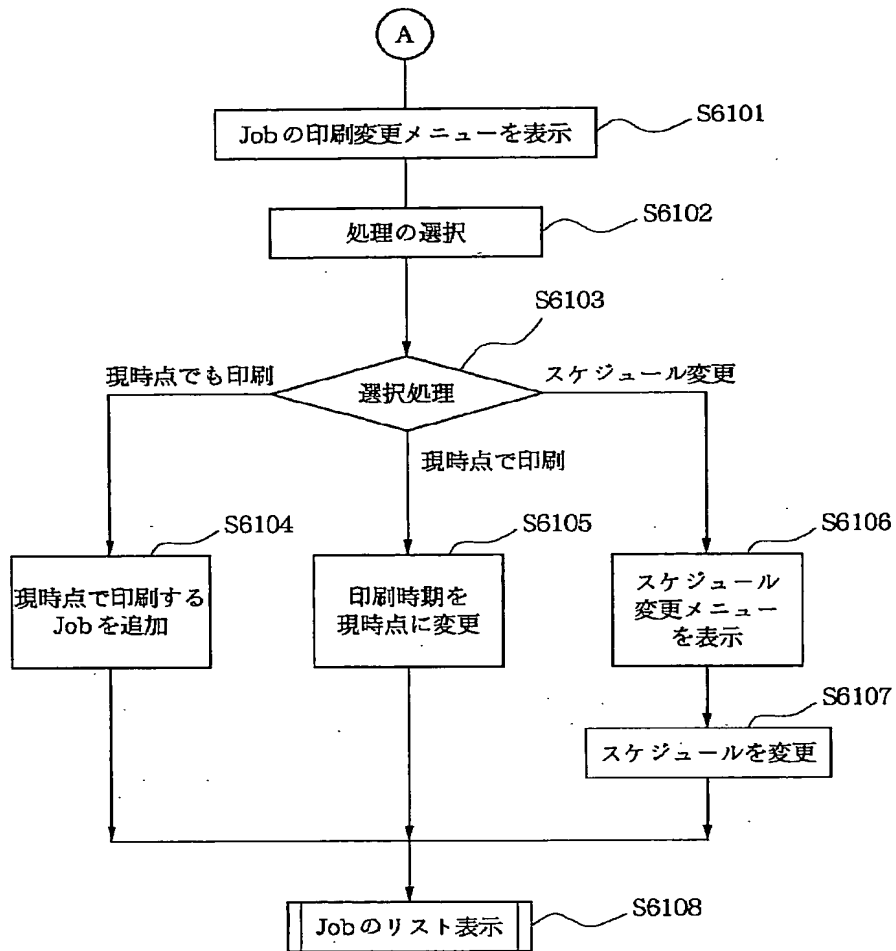 A
Jobの印刷変更メニューを表示
S6101
処理の選択
S6102
S6103
現時点でも印刷
選択処理
スケジュール変更
現時点で印刷
S6104
S6105
S6106
現時点で印刷する
Jobを追加
印刷時期を
現時点に変更
スケジュール
変更メニュー
を表示
S6107
スケジュールを変更
Jobのリスト表示
S6108